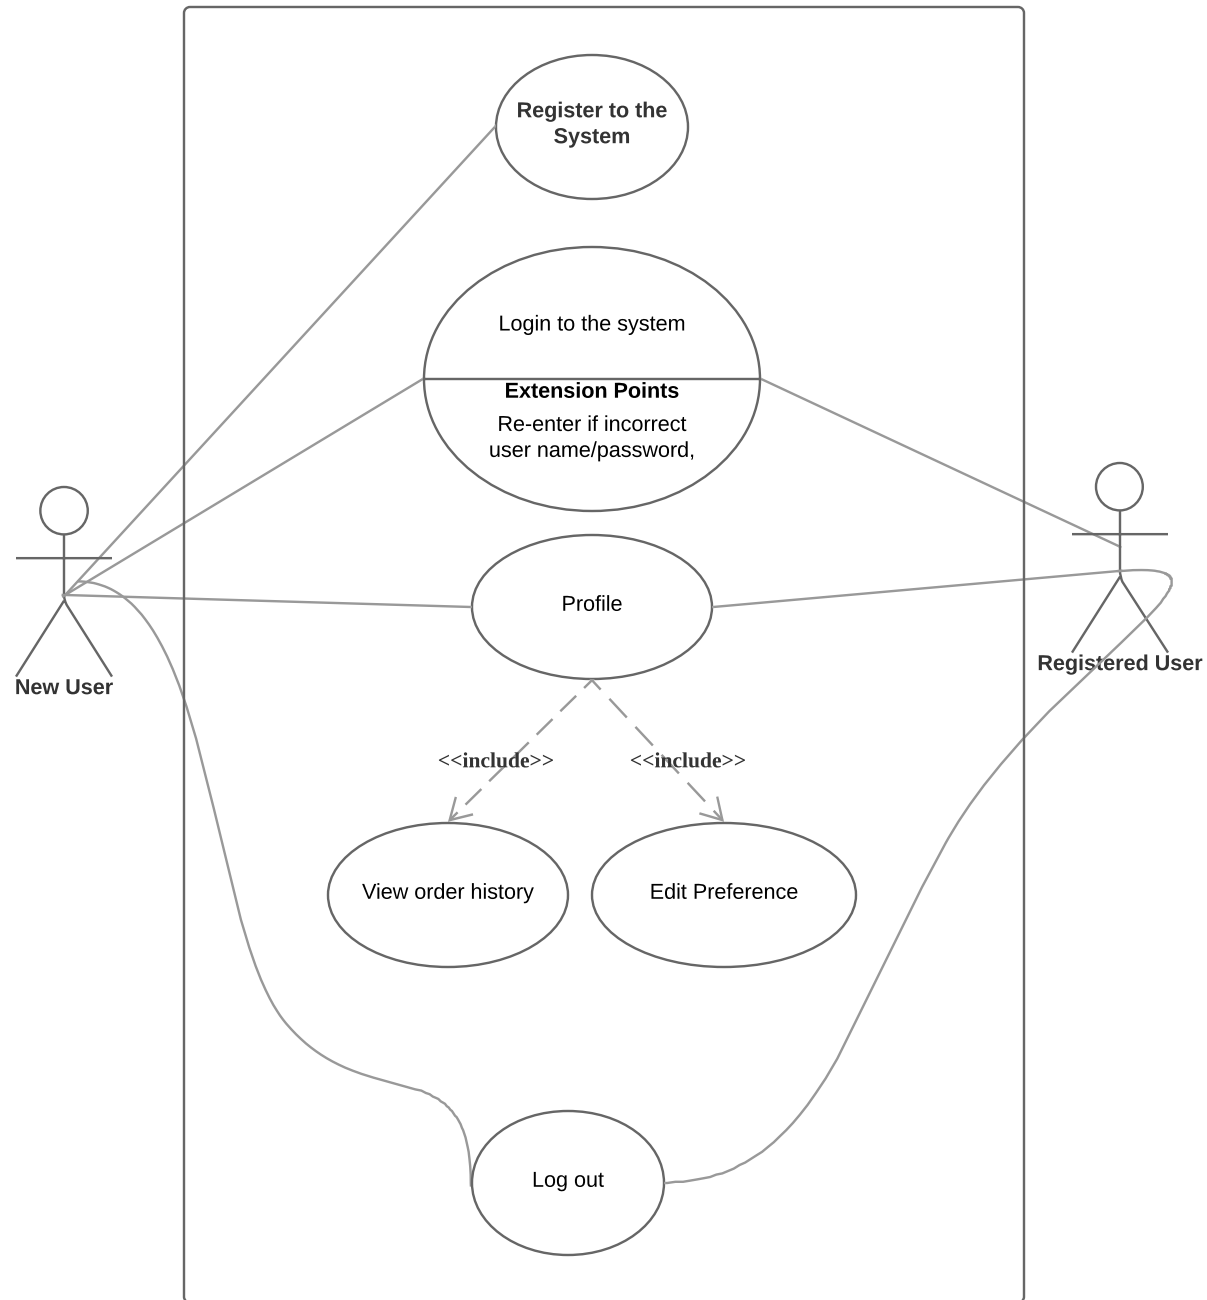 Register to the
System
Login to the system
Extension Points
Re-enter if incorrect
user name/password,
Profile
New User
Registered User
<<include>>
<<include>>
View order history
Edit Preference
Log out